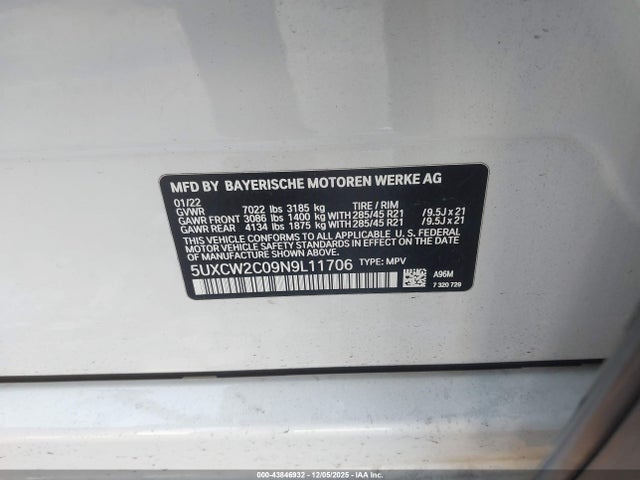 MFD BY BAYERISCHE MOTOREN WERKE AG
01/22 TIRE / RIM
GVWR 7022 lbs 3185 kg
GAWR FRONT 3086 lbs 1400 kg WITH 285/45 R21 / 9.5J x 21
GAWR REAR 4134 lbs 1875 kg WITH 285/45 R21 / 9.5J x 21
THIS VEHICLE CONFORMS TO ALL APPLICABLE U. S. FEDERAL
MOTOR VEHICLE SAFETY STANDARDS IN EFFECT ON THE
DATE OF MANUFACTURE SHOWN ABOVE.
5UXCW2C09N9L11706 TYPE: MPV
A96M
7 320 729
000-43846932 - 12/05/2025 - IAAI.COM